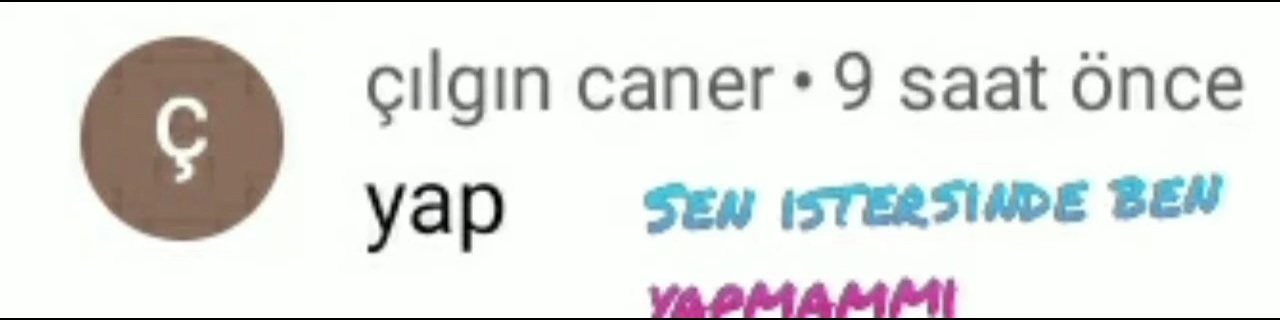 Ç
çılgın caner • 9 saat önce
yap
SEN ISTERSINDE BEN
YAPMAMMI